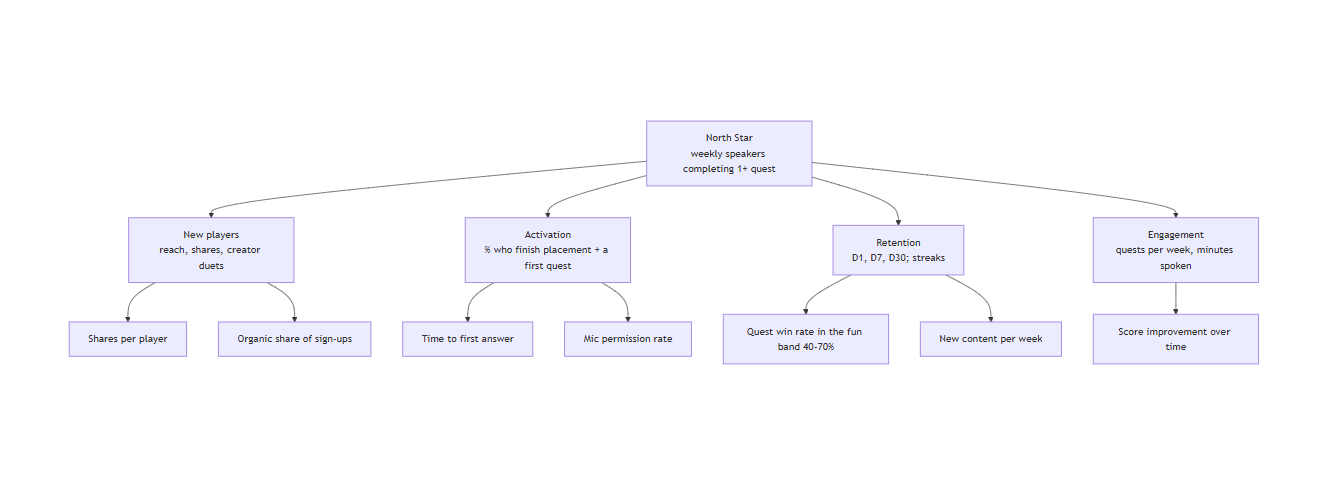 North Star
weekly speakers
completing 1+ quest
New players
reach, shares, creator
duets
Activation
% who finish placement + a
first quest
Retention
D1, D7, D30; streaks
Engagement
quests per week, minutes
spoken
Shares per player
Organic share of sign-ups
Time to first answer
Mic permission rate
Quest win rate in the fun
band 40-70%
New content per week
Score improvement over
time